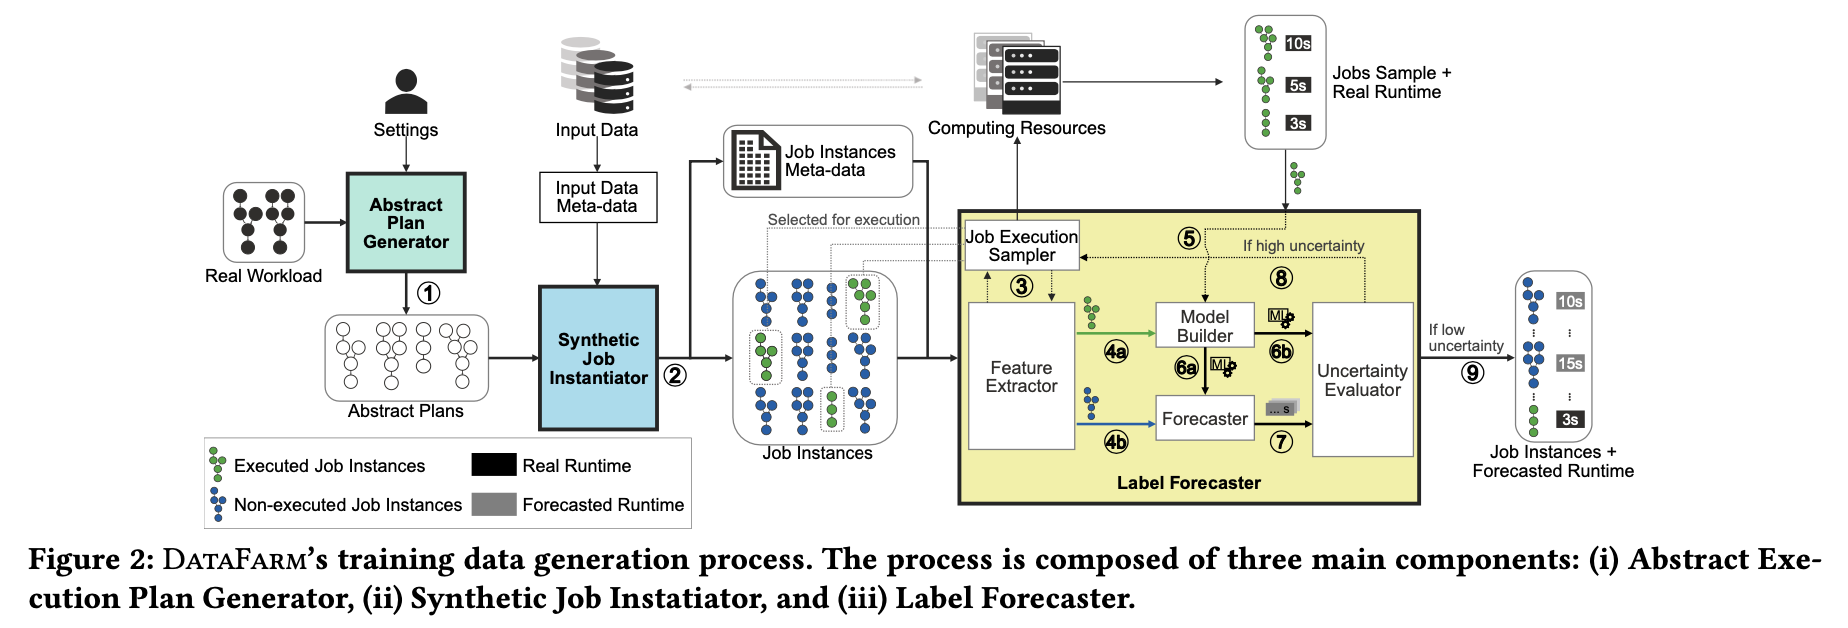 Settings
Input Data
Computing Resources
10s
5s
3s
Jobs Sample +
Real Runtime
Real Workload
Abstract
Plan
Generator
Input Data
Meta-data
Job Instances
Meta-data
Selected for execution
Job Execution
Sampler
If high uncertainty
①
②
③
⑤
⑧
Abstract Plans
Synthetic
Job
Instantiator
Job Instances
Feature
Extractor
4a
4b
Model
Builder
ML
6a
ML
6b
Forecaster
... s
⑦
Uncertainty
Evaluator
Label Forecaster
If low
uncertainty
⑨
10s
⋮
15s
⋮
3s
Job Instances +
Forecasted Runtime
Executed Job Instances
Real Runtime
Non-executed Job Instances
Forecasted Runtime
Figure 2: DataFarm's training data generation process. The process is composed of three main components: (i) Abstract Exe-
cution Plan Generator, (ii) Synthetic Job Instatiator, and (iii) Label Forecaster.